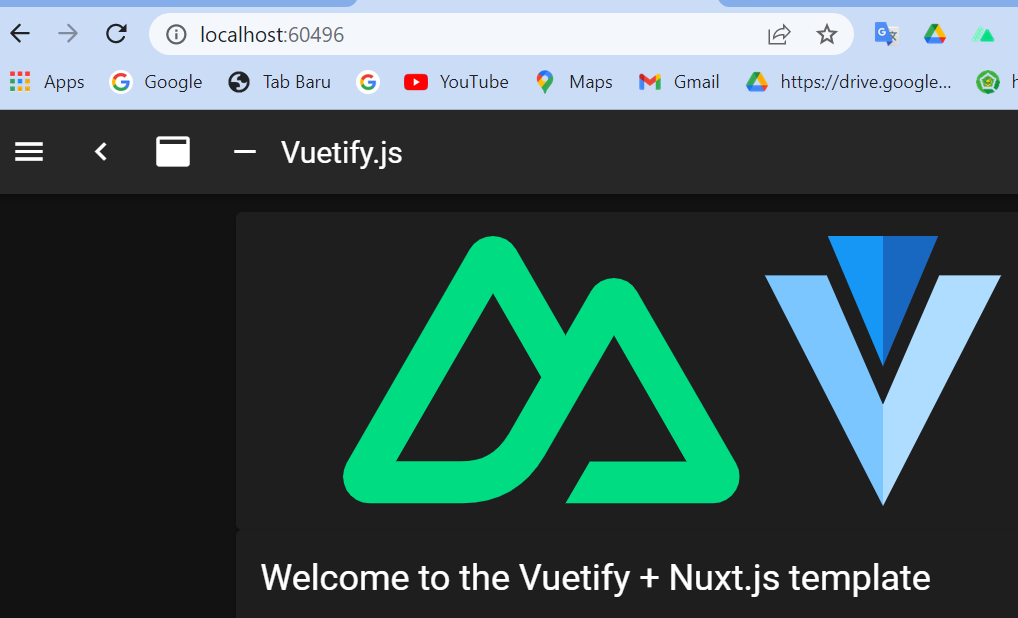 localhost:60496
Apps Google Tab Baru YouTube Maps Gmail https://drive.google...
Vuetify.js
Welcome to the Vuetify + Nuxt.js template